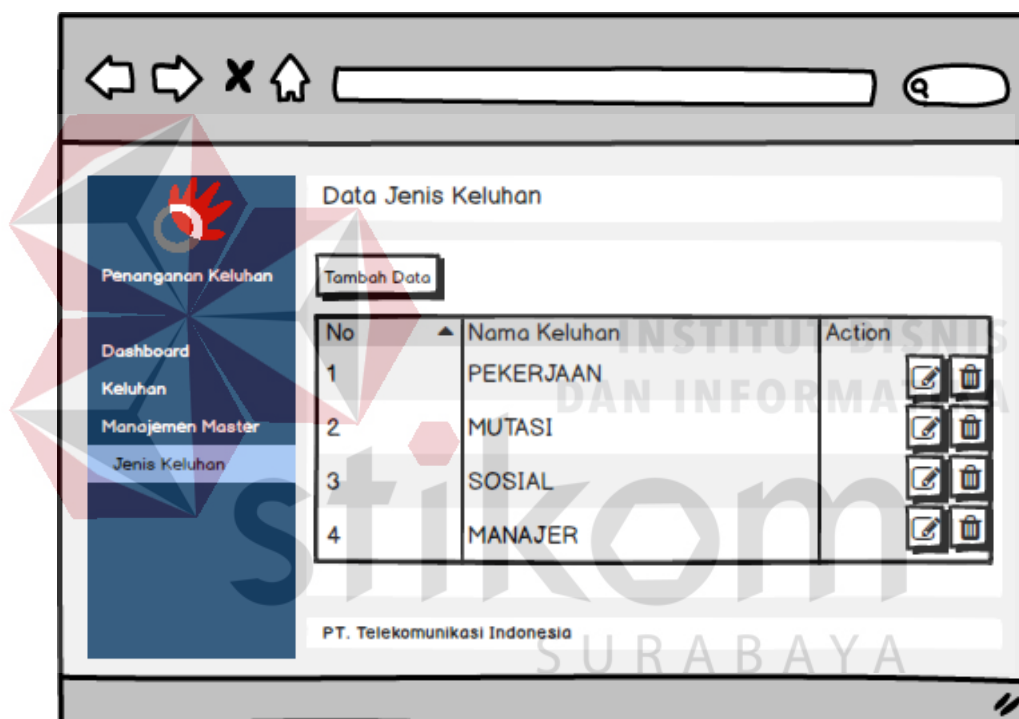 Data Jenis Keluhan
Penanganan Keluhan
Dashboard
Keluhan
Manajemen Master
Jenis Keluhan
Tambah Data
No Nama Keluhan Action
1 PEKERJAAN
2 MUTASI
3 SOSIAL
4 MANAJER
PT. Telekomunikasi Indonesia
INSTITUT BISNIS
DAN INFORMATIKA
stikom
SURABAYA